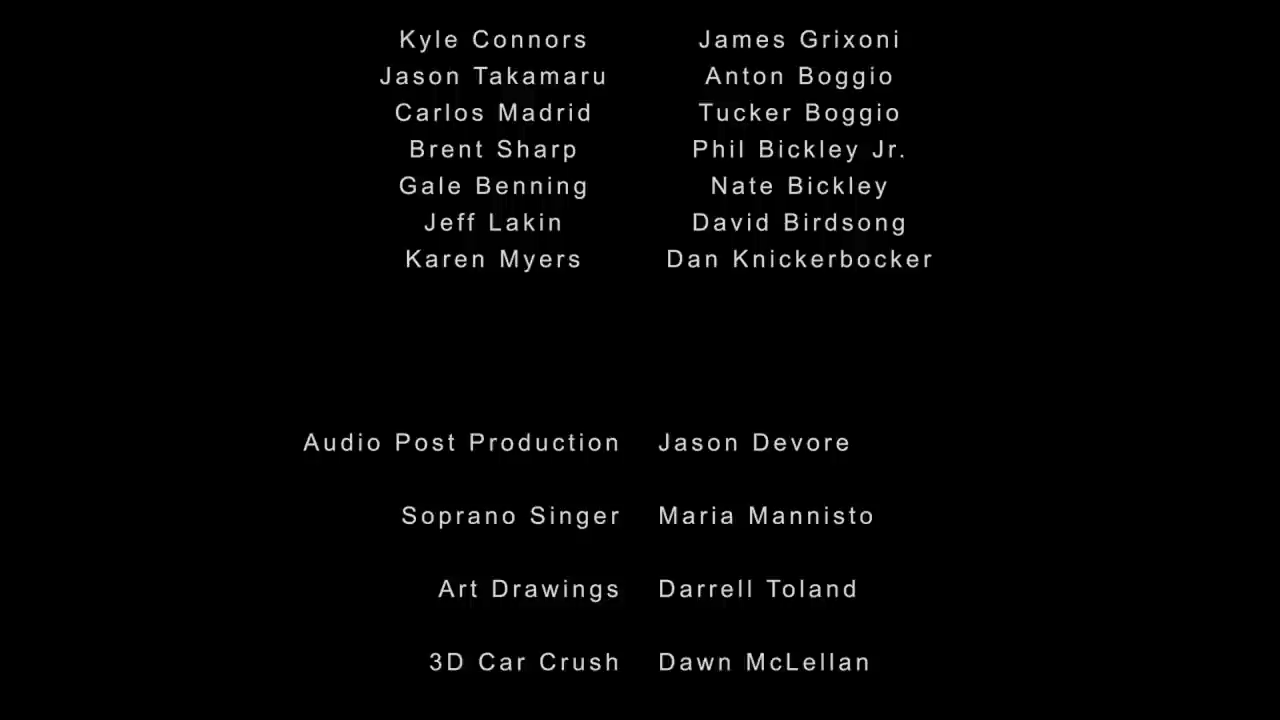 Kyle Connors James Grixoni
Jason Takamaru Anton Boggio
Carlos Madrid Tucker Boggio
Brent Sharp Phil Bickley Jr.
Gale Benning Nate Bickley
Jeff Lakin David Birdsong
Karen Myers Dan Knickerbocker
Audio Post Production Jason Devore
Soprano Singer Maria Mannisto
Art Drawings Darrell Toland
3D Car Crush Dawn McLellan